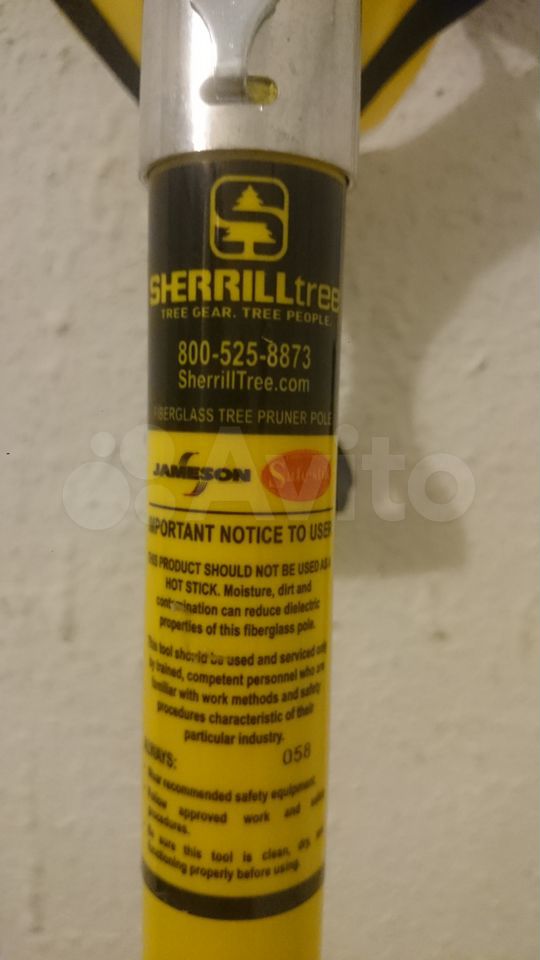 SHERRILLtree
TREE GEAR. TREE PEOPLE.
800-525-8873
SherrillTree.com
FIBERGLASS TREE PRUNER POLE
JAMESON
Avito
IMPORTANT NOTICE TO USER
THIS PRODUCT SHOULD NOT BE USED AS A
HOT STICK. Moisture, dirt and
contamination can reduce dielectric
properties of this fiberglass pole.
This tool should be used and serviced only
by trained, competent personnel who are
familiar with work methods and safety
procedures characteristic of their
particular industry.
ALWAYS: 058
Wear recommended safety equipment.
Follow approved work and
procedures.
Be sure this tool is clean, dry, and
functioning properly before using.